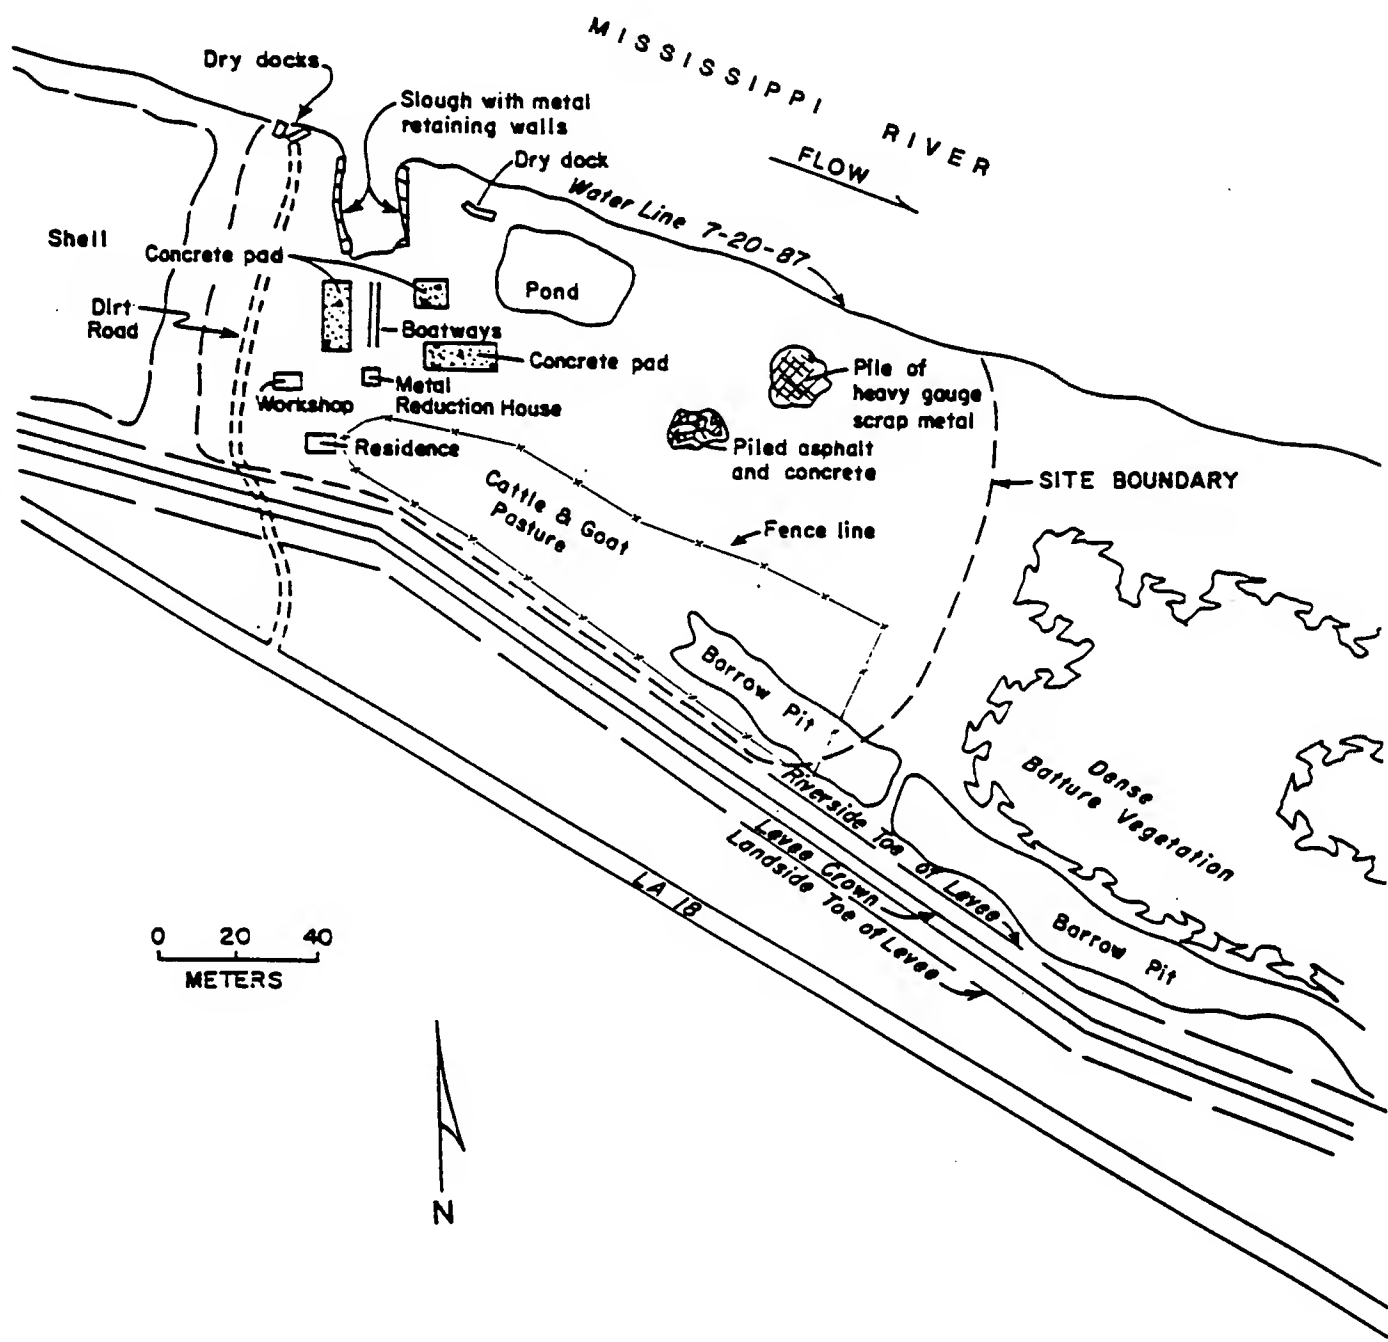 MISSISSIPPI RIVER
FLOW
Dry docks
Slough with metal
retaining walls
Dry dock
Water Line 7-20-87
Shell
Concrete pad
Pond
Dirt
Road
Boatways
Concrete pad
Pile of
heavy gauge
scrap metal
Workshop
Metal
Reduction House
Residence
Piled asphalt
and concrete
SITE BOUNDARY
Cattle & Goat
Pasture
Fence line
Borrow Pit
Dense
Batture Vegetation
Riverside Toe of Levee
Levee Crown
Landside Toe of Levee
LA 18
Borrow Pit
0 20 40
METERS
N